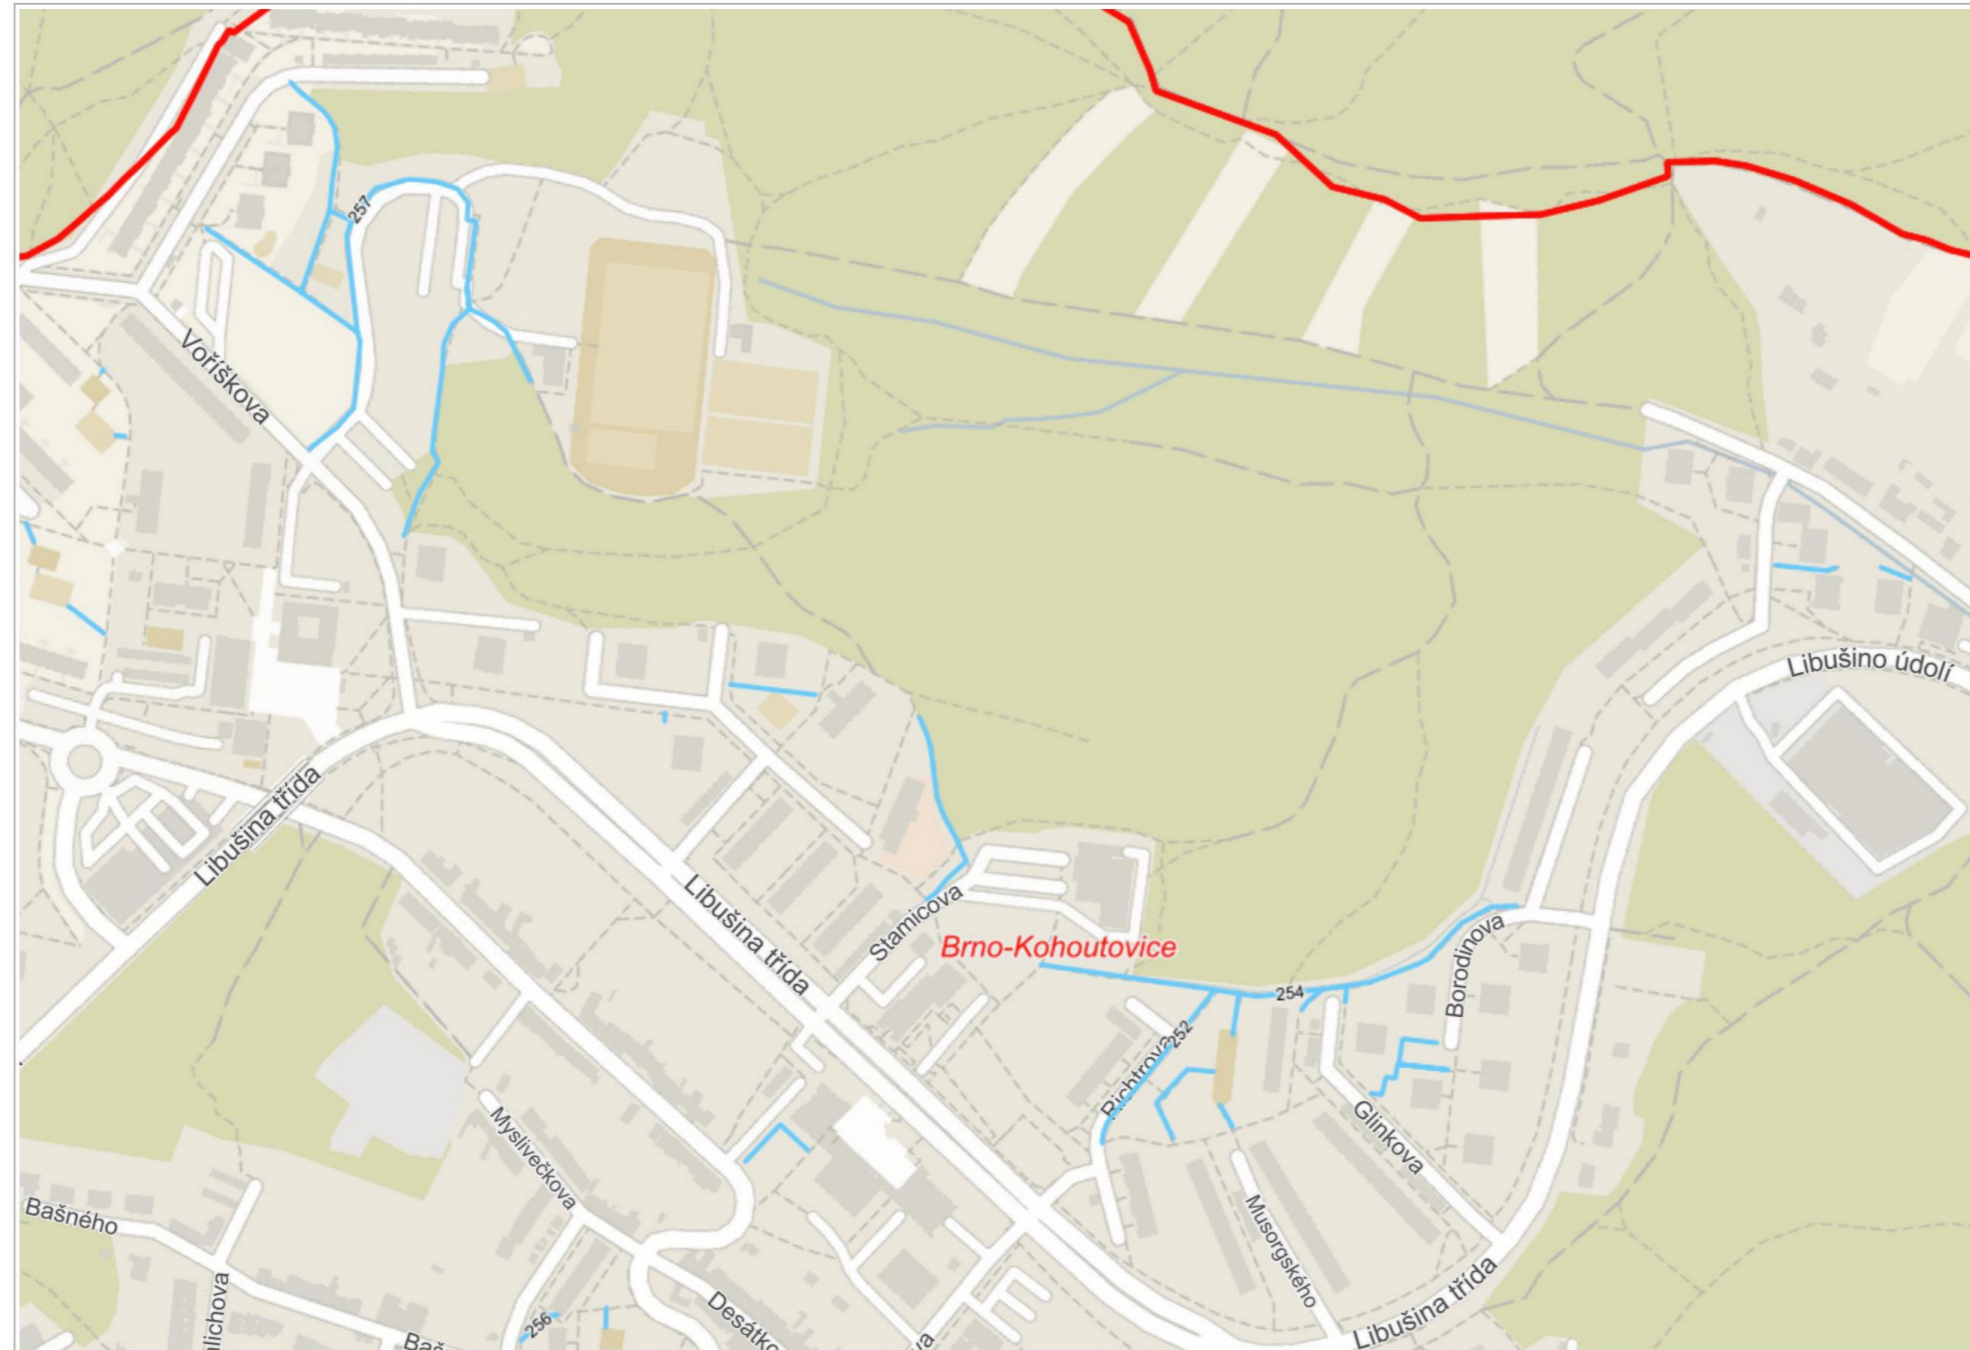 257
Voříškova
Libušino údolí
Libušina třída
Libušina třída
Stamicova
Brno-Kohoutovice
Borodinova
254
252
Richtrova
Glinkova
Myslivečkova
Musorgského
Bašného
Libušina třída
256